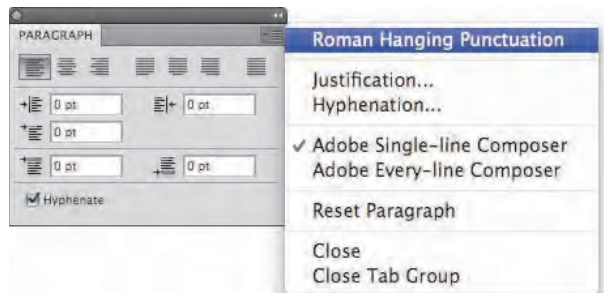 PARAGRAPH
0 pt
0 pt
0 pt
0 pt
0 pt
Hyphenate
Roman Hanging Punctuation
Justification...
Hyphenation...
✓ Adobe Single-line Composer
Adobe Every-line Composer
Reset Paragraph
Close
Close Tab Group